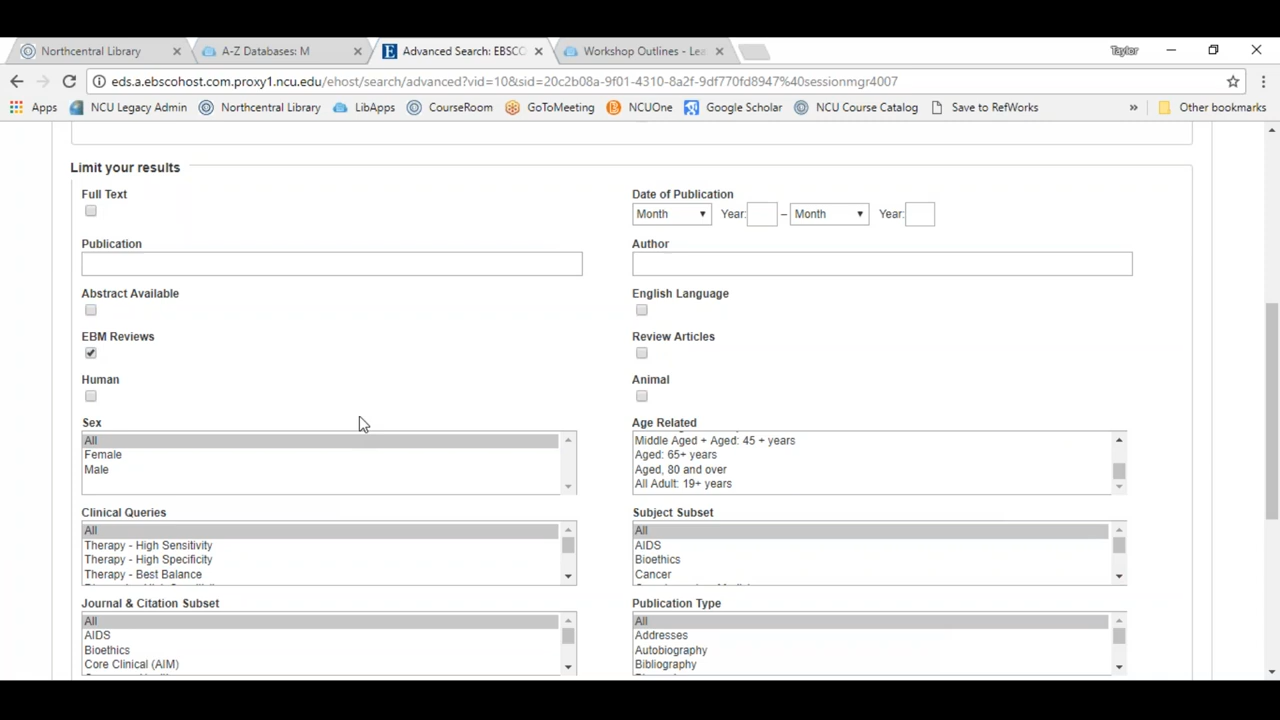 Northcentral Library
A-Z Databases: M
Advanced Search: EBSCO
Workshop Outlines - Lea
Taylor
eds.a.ebscohost.com.proxy1.ncu.edu/ehost/search/advanced?vid=10&sid=20c2b08a-9f01-4310-8a2f-9df770fd8947%40sessionmgr4007
Apps NCU Legacy Admin Northcentral Library LibApps CourseRoom GoToMeeting NCUOne Google Scholar NCU Course Catalog Save to RefWorks » Other bookmarks
Limit your results
Full Text
Date of Publication
Month Year: – Month Year:
Publication
Author
Abstract Available
English Language
EBM Reviews
Review Articles
Human
Animal
Sex
All
Female
Male
Age Related
Middle Aged + Aged: 45 + years
Aged: 65+ years
Aged, 80 and over
All Adult: 19+ years
Clinical Queries
All
Therapy - High Sensitivity
Therapy - High Specificity
Therapy - Best Balance
Subject Subset
All
AIDS
Bioethics
Cancer
Journal & Citation Subset
All
AIDS
Bioethics
Core Clinical (AIM)
Publication Type
All
Addresses
Autobiography
Bibliography